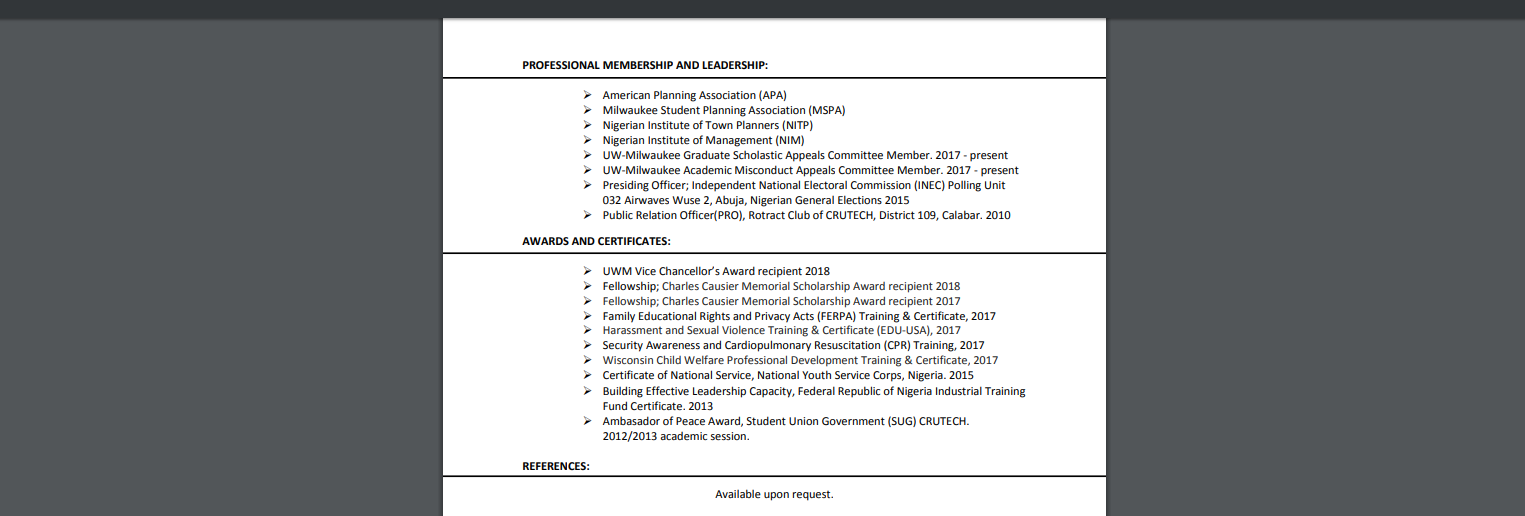 PROFESSIONAL MEMBERSHIP AND LEADERSHIP:
➢ American Planning Association (APA)
➢ Milwaukee Student Planning Association (MSPA)
➢ Nigerian Institute of Town Planners (NITP)
➢ Nigerian Institute of Management (NIM)
➢ UW-Milwaukee Graduate Scholastic Appeals Committee Member. 2017 - present
➢ UW-Milwaukee Academic Misconduct Appeals Committee Member. 2017 - present
➢ Presiding Officer; Independent National Electoral Commission (INEC) Polling Unit
032 Airwaves Wuse 2, Abuja, Nigerian General Elections 2015
➢ Public Relation Officer(PRO), Rotract Club of CRUTECH, District 109, Calabar. 2010
AWARDS AND CERTIFICATES:
➢ UWM Vice Chancellor’s Award recipient 2018
➢ Fellowship; Charles Causier Memorial Scholarship Award recipient 2018
➢ Fellowship; Charles Causier Memorial Scholarship Award recipient 2017
➢ Family Educational Rights and Privacy Acts (FERPA) Training & Certificate, 2017
➢ Harassment and Sexual Violence Training & Certificate (EDU-USA), 2017
➢ Security Awareness and Cardiopulmonary Resuscitation (CPR) Training, 2017
➢ Wisconsin Child Welfare Professional Development Training & Certificate, 2017
➢ Certificate of National Service, National Youth Service Corps, Nigeria. 2015
➢ Building Effective Leadership Capacity, Federal Republic of Nigeria Industrial Training
Fund Certificate. 2013
➢ Ambasador of Peace Award, Student Union Government (SUG) CRUTECH.
2012/2013 academic session.
REFERENCES:
Available upon request.